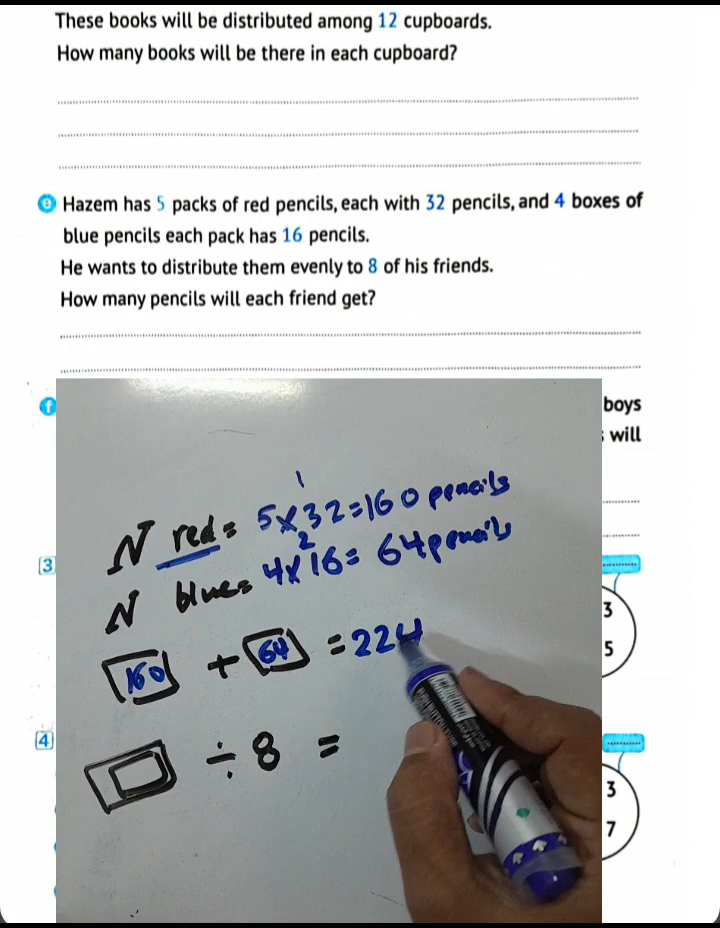 These books will be distributed among 12 cupboards.
How many books will be there in each cupboard?
e Hazem has 5 packs of red pencils, each with 32 pencils, and 4 boxes of
blue pencils each pack has 16 pencils.
He wants to distribute them evenly to 8 of his friends.
How many pencils will each friend get?
f boys
will
1
N red = 5×32=160 pencils
2
N blue = 4×16= 64 pencils
160 + 64 = 224
÷ 8 =
3
3
5
4
3
7